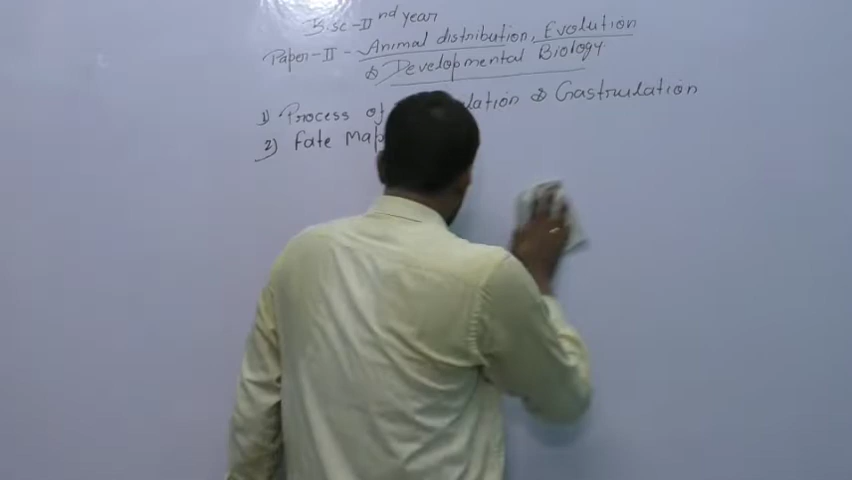 B.sc-II nd year
Paper-II - Animal distribution, Evolution
& Developmental Biology
1) Process of lation & Gastrulation
2) Fate Map